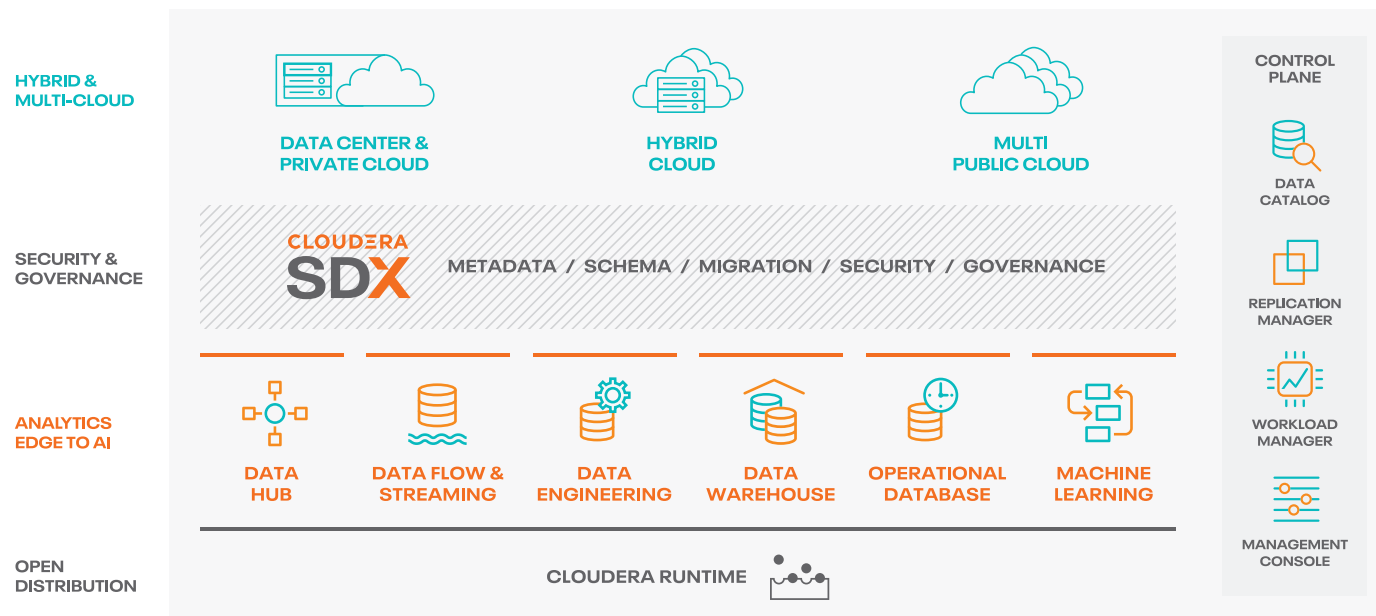 HYBRID &
MULTI-CLOUD
DATA CENTER &
PRIVATE CLOUD
HYBRID
CLOUD
MULTI
PUBLIC CLOUD
SECURITY &
GOVERNANCE
CLOUDERA
SDX
METADATA / SCHEMA / MIGRATION / SECURITY / GOVERNANCE
ANALYTICS
EDGE TO AI
DATA
HUB
DATA FLOW &
STREAMING
DATA
ENGINEERING
DATA
WAREHOUSE
OPERATIONAL
DATABASE
MACHINE
LEARNING
OPEN
DISTRIBUTION
CLOUDERA RUNTIME
CONTROL
PLANE
DATA
CATALOG
REPLICATION
MANAGER
WORKLOAD
MANAGER
MANAGEMENT
CONSOLE